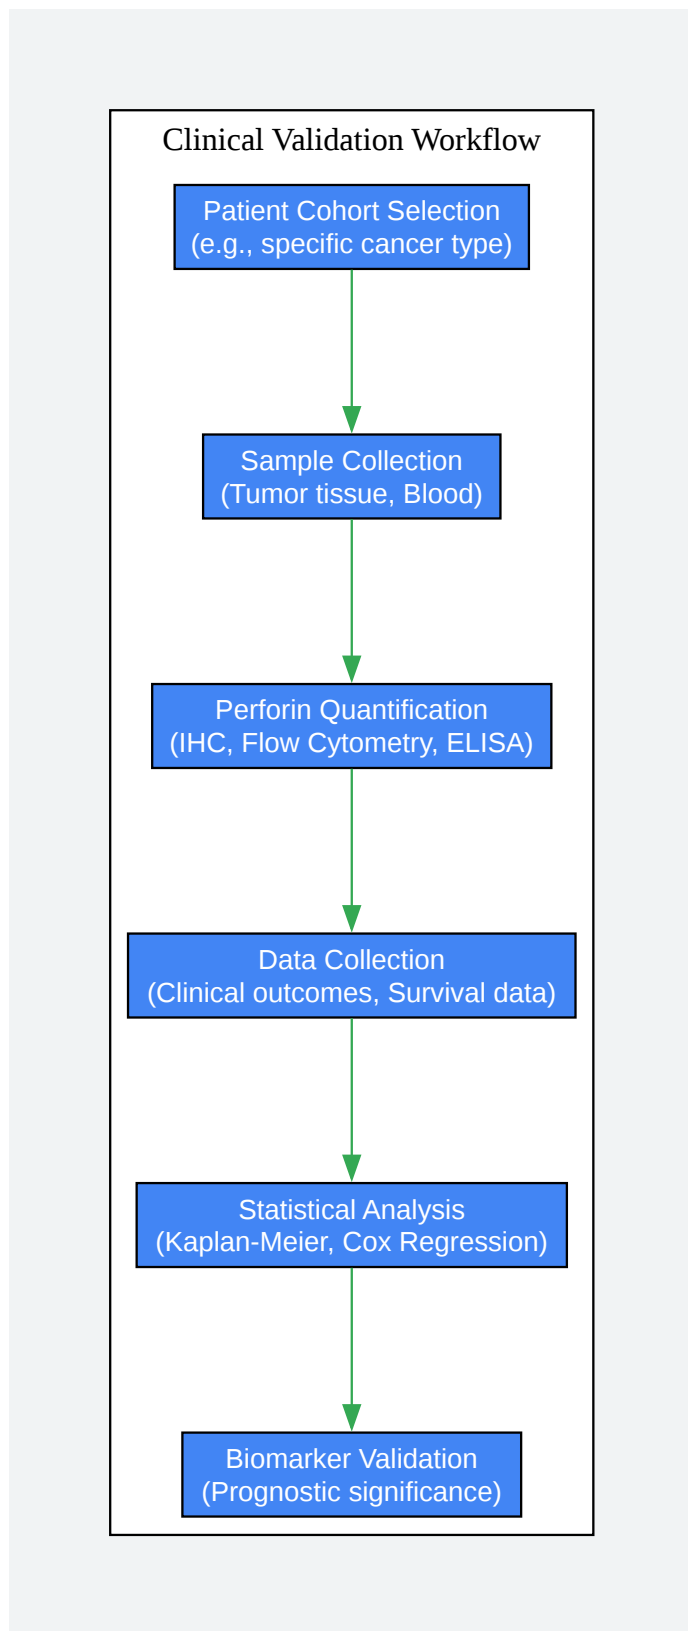 Clinical Validation Workflow
Patient Cohort Selection
(e.g., specific cancer type)
Sample Collection
(Tumor tissue, Blood)
Perforin Quantification
(IHC, Flow Cytometry, ELISA)
Data Collection
(Clinical outcomes, Survival data)
Statistical Analysis
(Kaplan-Meier, Cox Regression)
Biomarker Validation
(Prognostic significance)